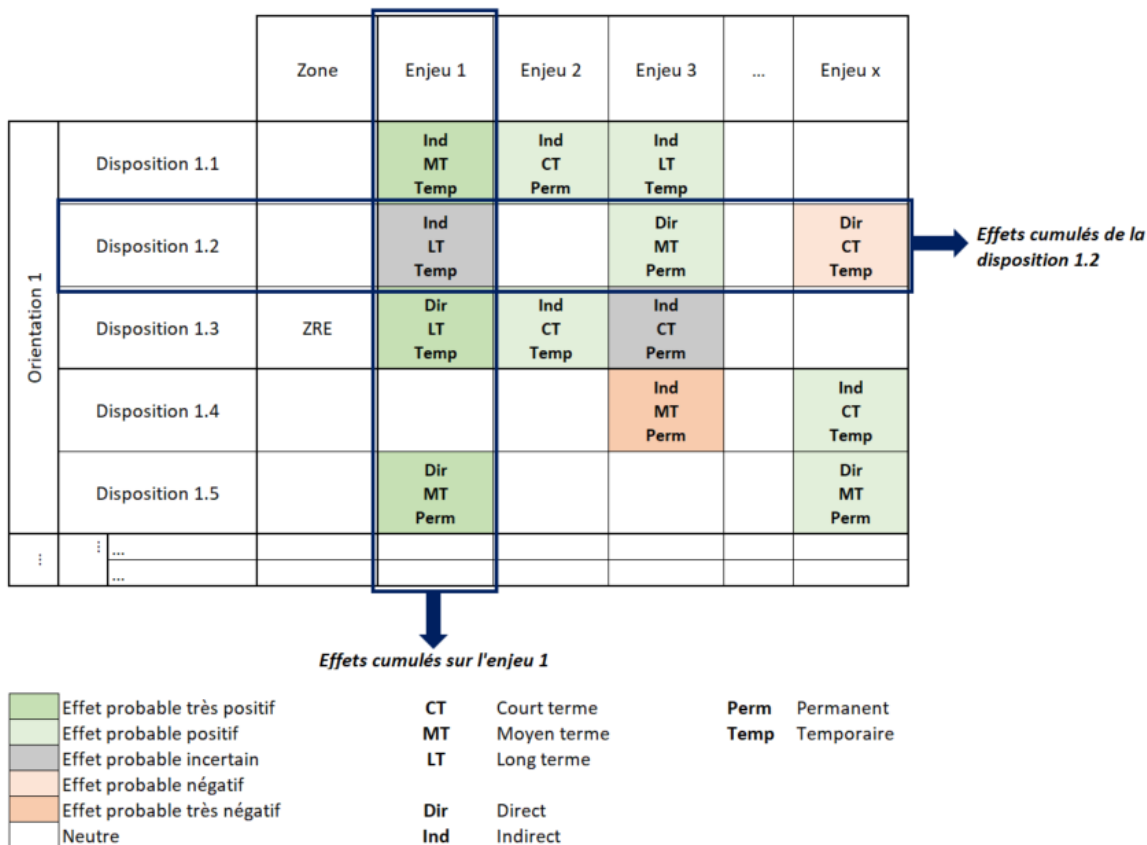 Zone Enjeu 1 Enjeu 2 Enjeu 3 ... Enjeu x
Orientation 1
Disposition 1.1
Ind Ind Ind
MT CT LT
Temp Perm Temp
Disposition 1.2
Ind Dir Dir
LT MT CT
Temp Perm Temp
Effets cumulés de la
disposition 1.2
Disposition 1.3 ZRE
Dir Ind Ind
LT CT CT
Temp Temp Perm
Disposition 1.4
Ind Ind
MT CT
Perm Temp
Disposition 1.5
Dir Dir
MT MT
Perm Perm
... ... ...
...
Effets cumulés sur l'enjeu 1
Effet probable très positif CT Court terme Perm Permanent
Effet probable positif MT Moyen terme Temp Temporaire
Effet probable incertain LT Long terme
Effet probable négatif
Effet probable très négatif Dir Direct
Neutre Ind Indirect